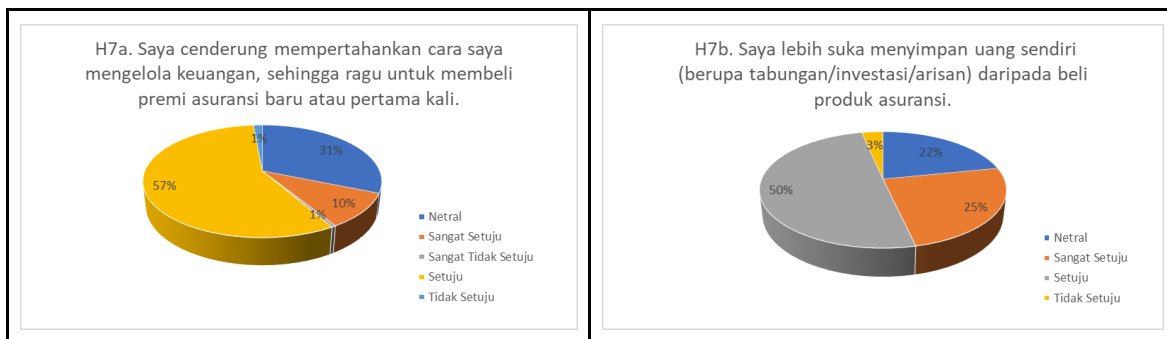 H7a. Saya cenderung mempertahankan cara saya
mengelola keuangan, sehingga ragu untuk membeli
premi asuransi baru atau pertama kali.
1%
31%
57%
10%
1%
Netral
Sangat Setuju
Sangat Tidak Setuju
Setuju
Tidak Setuju
H7b. Saya lebih suka menyimpan uang sendiri
(berupa tabungan/investasi/arisan) daripada beli
produk asuransi.
3%
22%
50%
25%
Netral
Sangat Setuju
Setuju
Tidak Setuju